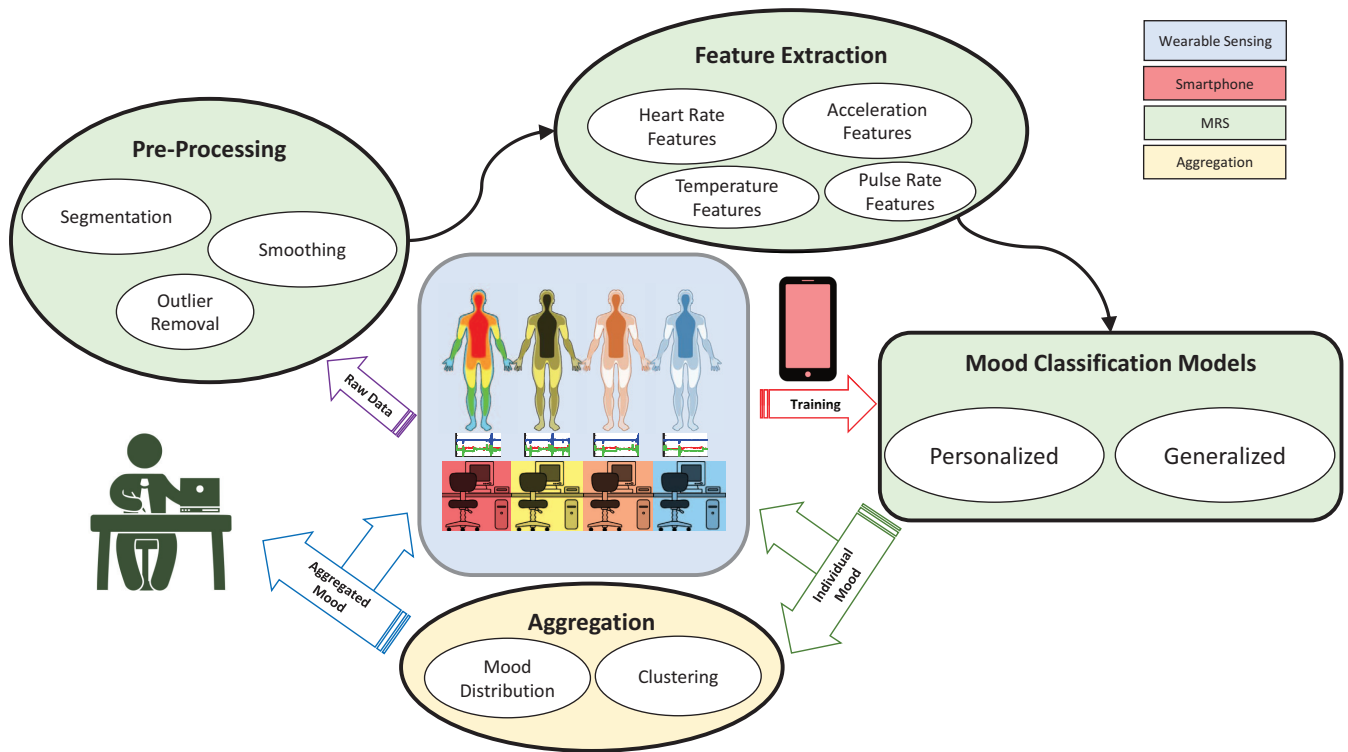 Feature Extraction
Heart Rate
Features
Acceleration
Features
Temperature
Features
Pulse Rate
Features
Wearable Sensing
Smartphone
MRS
Aggregation
Pre-Processing
Segmentation
Smoothing
Outlier
Removal
Raw Data
Training
Mood Classification Models
Personalized
Generalized
Individual
Mood
Aggregated
Mood
Aggregation
Mood
Distribution
Clustering